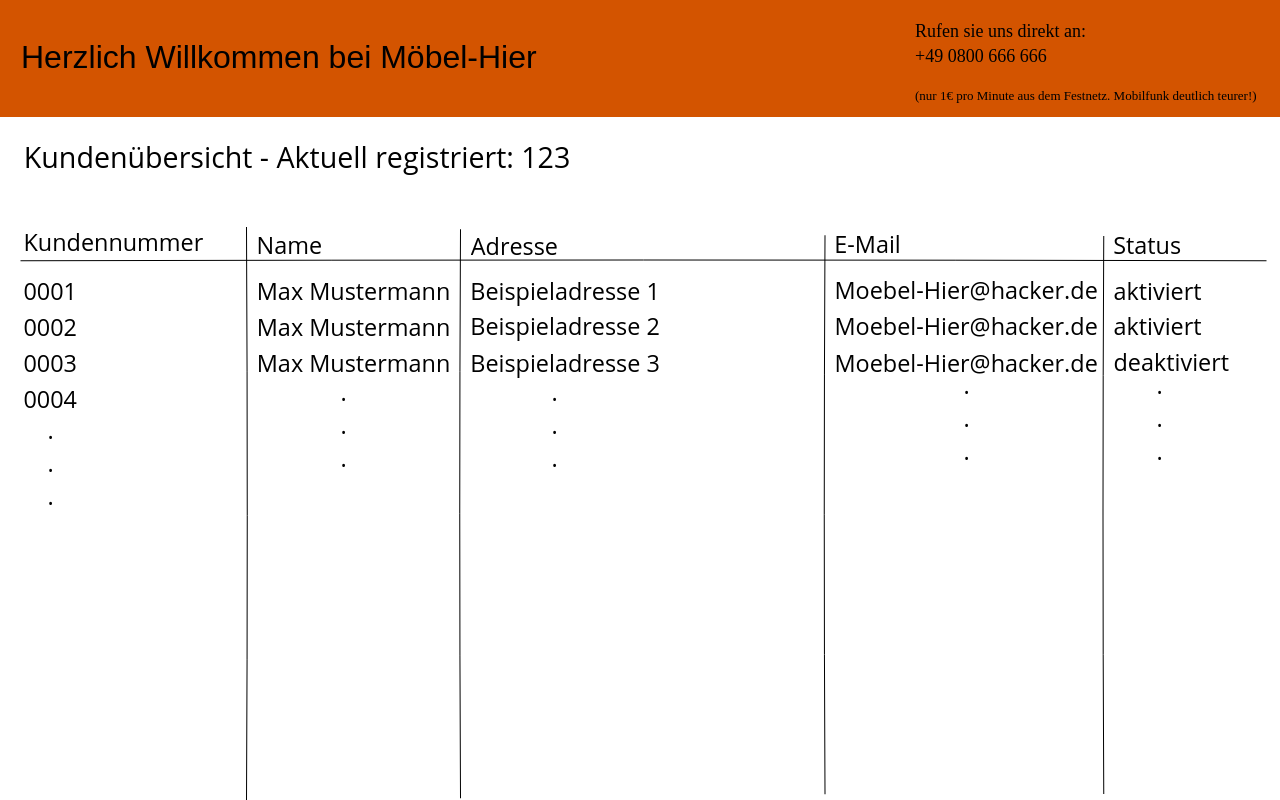 Herzlich Willkommen bei Möbel-Hier
Rufen sie uns direkt an:
+49 0800 666 666
(nur 1€ pro Minute aus dem Festnetz. Mobilfunk deutlich teurer!)
Kundenübersicht - Aktuell registriert: 123
Kundennummer Name Adresse E-Mail Status
0001 Max Mustermann Beispieladresse 1 Moebel-Hier@hacker.de aktiviert
0002 Max Mustermann Beispieladresse 2 Moebel-Hier@hacker.de aktiviert
0003 Max Mustermann Beispieladresse 3 Moebel-Hier@hacker.de deaktiviert
0004 . . . .
. . . . .
. . . . .
.